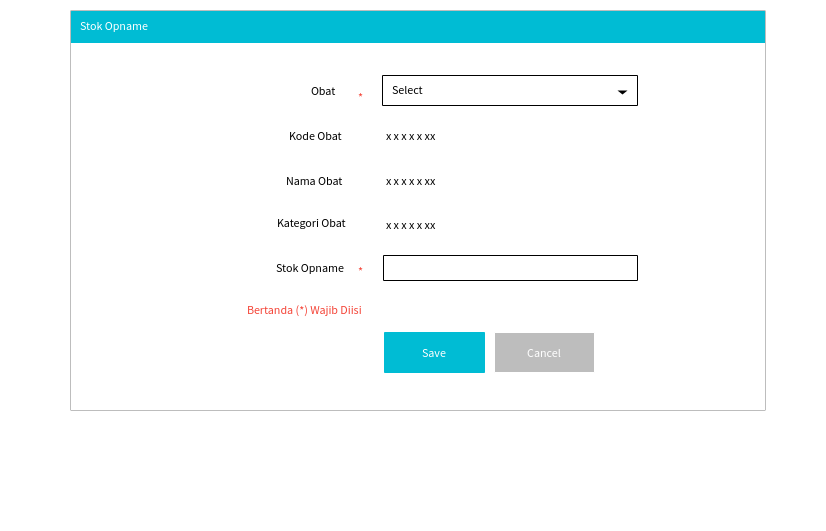 Stok Opname
Obat * Select
Kode Obat x x x x x xx
Nama Obat x x x x x xx
Kategori Obat x x x x x xx
Stok Opname *
Bertanda (*) Wajib Diisi
Save Cancel